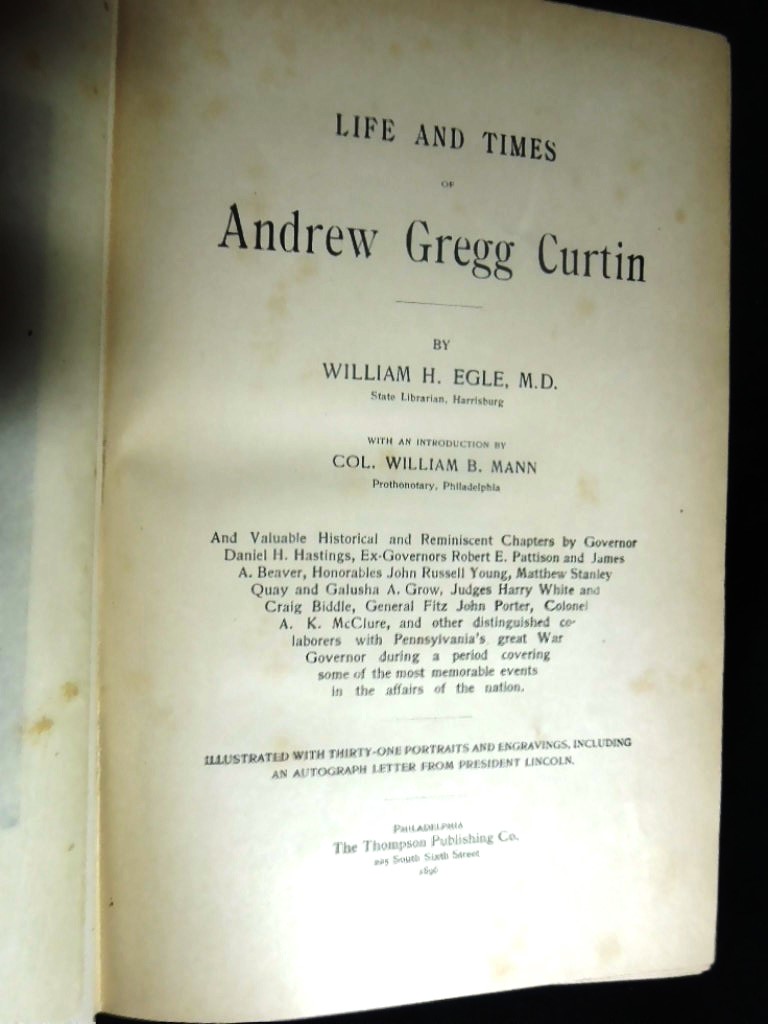 LIFE AND TIMES
OF
Andrew Gregg Curtin
BY
WILLIAM H. EGLE, M.D.
State Librarian, Harrisburg
WITH AN INTRODUCTION BY
COL. WILLIAM B. MANN
Prothonotary, Philadelphia
And Valuable Historical and Reminiscent Chapters by Governor
Daniel H. Hastings, Ex-Governors Robert E. Pattison and James
A. Beaver, Honorables John Russell Young, Matthew Stanley
Quay and Galusha A. Grow, Judges Harry White and
Craig Biddle, General Fitz John Porter, Colonel
A. K. McClure, and other distinguished co-
laborers with Pennsylvania's great War
Governor during a period covering
some of the most memorable events
in the affairs of the nation.
ILLUSTRATED WITH THIRTY-ONE PORTRAITS AND ENGRAVINGS, INCLUDING
AN AUTOGRAPH LETTER FROM PRESIDENT LINCOLN.
PHILADELPHIA
The Thompson Publishing Co.
South Sixth Street
1896